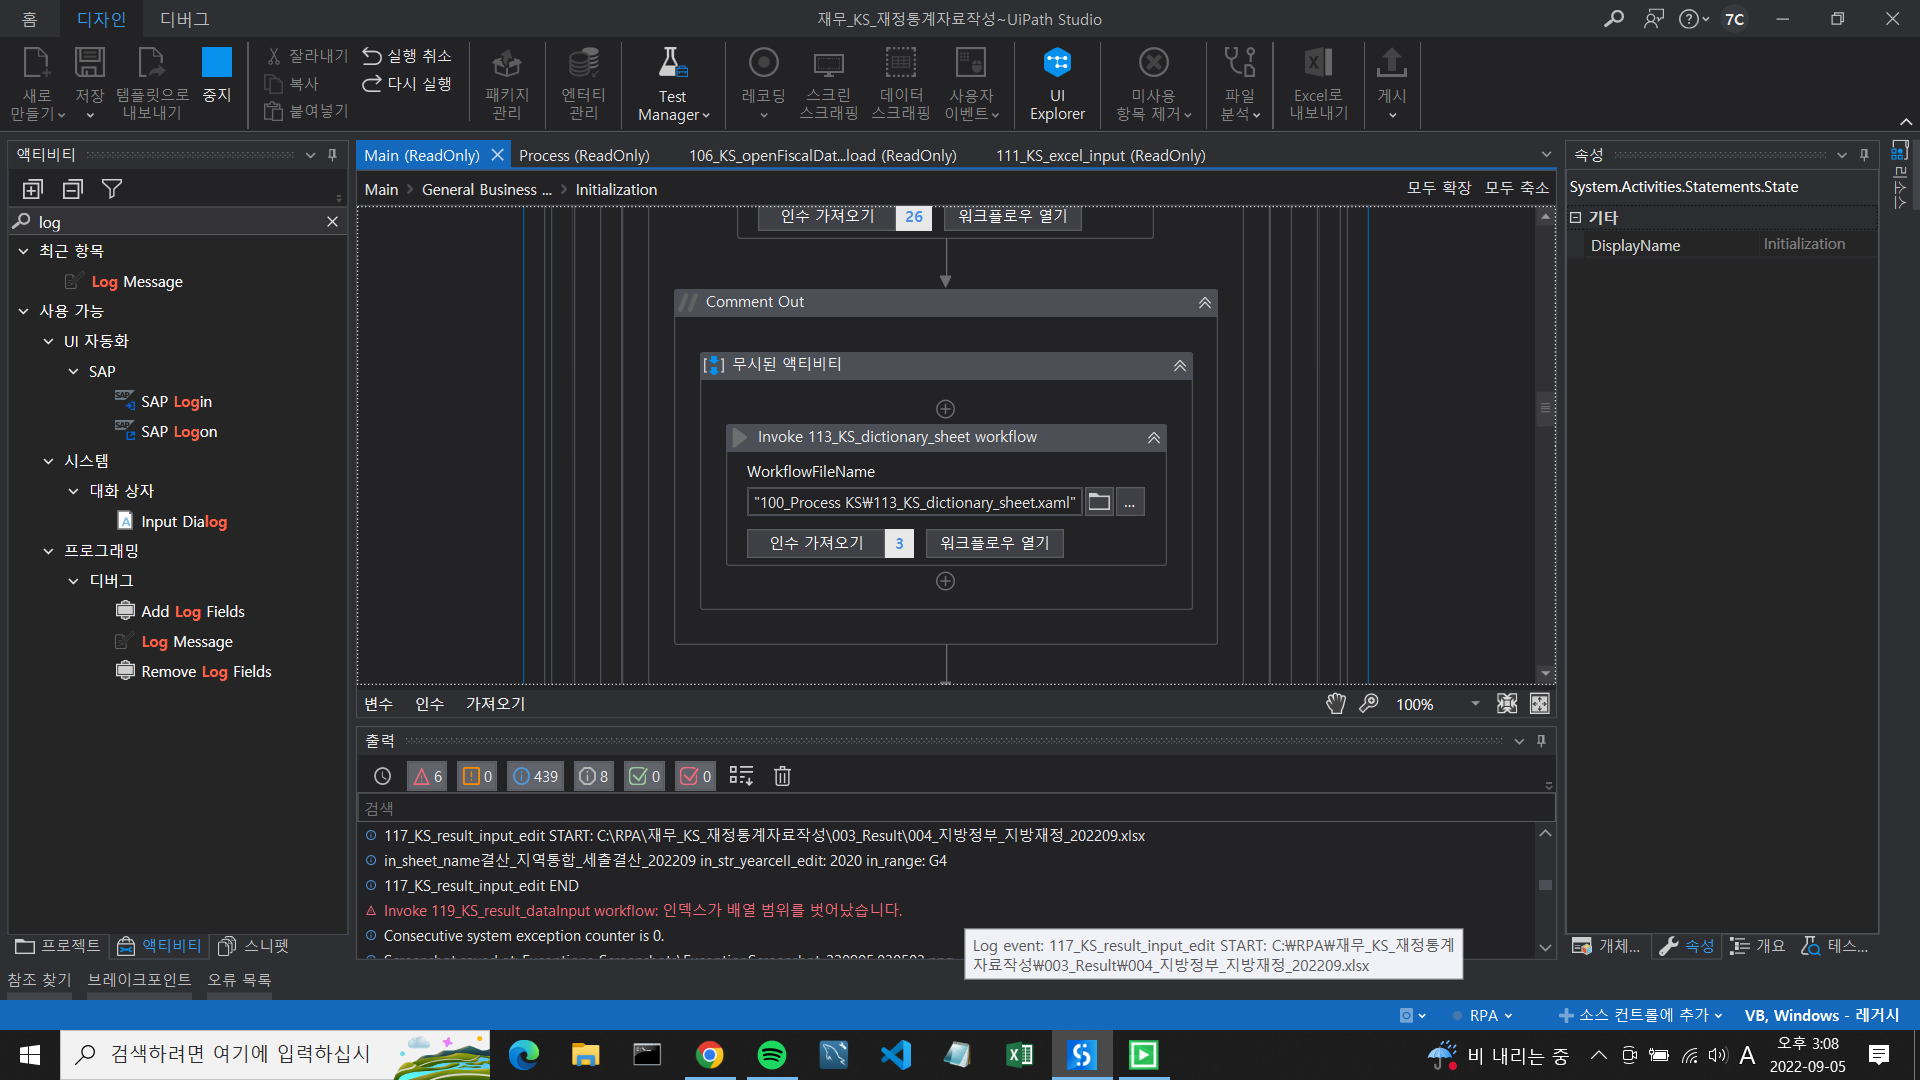 홈
디자인
디버그
재무_KS_재정통계자료작성~UiPath Studio
7C
새로
만들기
저장
템플릿으로
내보내기
중지
잘라내기
복사
붙여넣기
실행 취소
다시 실행
패키지
관리
엔터티
관리
Test
Manager
레코딩
스크린
스크래핑
데이터
스크래핑
사용자
이벤트
UI
Explorer
미사용
항목 제거
파일
분석
Excel로
내보내기
게시
액티비티
log
최근 항목
Log Message
사용 가능
UI 자동화
SAP
SAP Login
SAP Logon
시스템
대화 상자
Input Dialog
프로그래밍
디버그
Add Log Fields
Log Message
Remove Log Fields
프로젝트
액티비티
스니펫
Main (ReadOnly)
Process (ReadOnly)
106_KS_openFiscalDat...load (ReadOnly)
111_KS_excel_input (ReadOnly)
Main > General Business ... > Initialization
모두 확장 모두 축소
인수 가져오기 26 워크플로우 열기
// Comment Out
무시된 액티비티
Invoke 113_KS_dictionary_sheet workflow
WorkflowFileName
"100_Process KS₩113_KS_dictionary_sheet.xaml"
...
인수 가져오기 3 워크플로우 열기
변수 인수 가져오기
100%
출력
6
0
439
8
0
0
검색
117_KS_result_input_edit START: C:\RPA\재무_KS_재정통계자료작성\003_Result\004_지방정부_지방재정_202209.xlsx
in_sheet_name결산_지역통합_세출결산_202209 in_str_yearcell_edit: 2020 in_range: G4
117_KS_result_input_edit END
Invoke 119_KS_result_dataInput workflow: 인덱스가 배열 범위를 벗어났습니다.
Consecutive system exception counter is 0.
Log event: 117_KS_result_input_edit START: C:₩RPA₩재무_KS_재정통계
자료작성₩003_Result₩004_지방정부_지방재정_202209.xlsx
속성
System.Activities.Statements.State
기타
DisplayName
Initialization
리소스
개체...
속성
개요
테스...
참조 찾기
브레이크포인트
오류 목록
RPA
소스 컨트롤에 추가
VB, Windows - 레거시
검색하려면 여기에 입력하십시
비 내리는 중
A
오후 3:08
2022-09-05